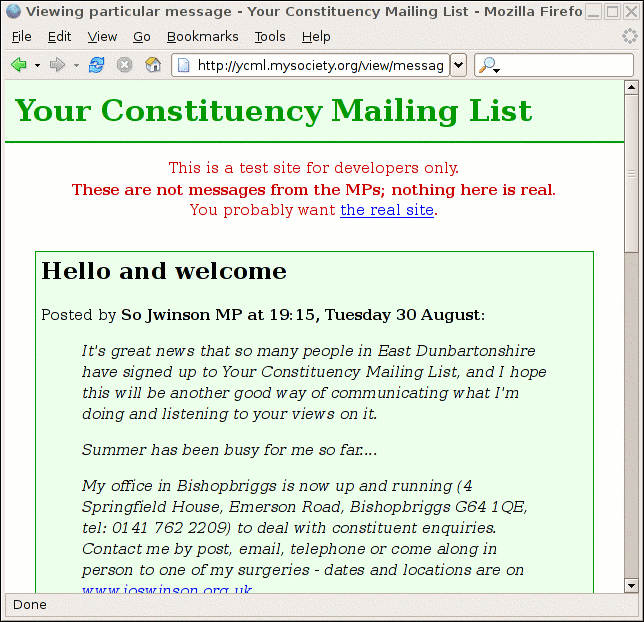 Viewing particular message - Your Constituency Mailing List - Mozilla Firefo
File Edit View Go Bookmarks Tools Help
http://ycml.mysociety.org/view/messag
Your Constituency Mailing List
This is a test site for developers only.
These are not messages from the MPs; nothing here is real.
You probably want the real site.
Hello and welcome
Posted by So Jwinson MP at 19:15, Tuesday 30 August:
It's great news that so many people in East Dunbartonshire
have signed up to Your Constituency Mailing List, and I hope
this will be another good way of communicating what I'm
doing and listening to your views on it.
Summer has been busy for me so far....
My office in Bishopbriggs is now up and running (4
Springfield House, Emerson Road, Bishopbriggs G64 1QE,
tel: 0141 762 2209) to deal with constituent enquiries.
Contact me by post, email, telephone or come along in
person to one of my surgeries - dates and locations are on
www.joswinson.org.uk
Done